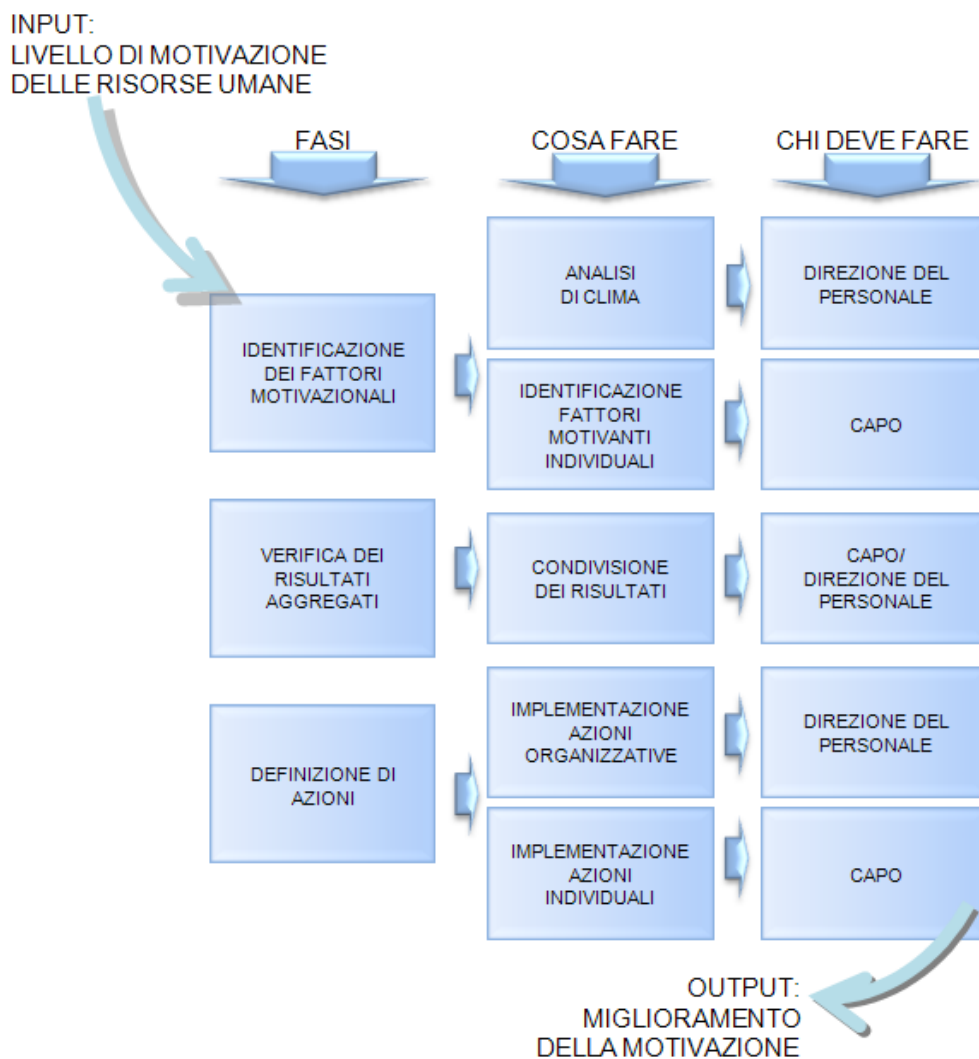 INPUT:
LIVELLO DI MOTIVAZIONE
DELLE RISORSE UMANE
FASI
COSA FARE
CHI DEVE FARE
IDENTIFICAZIONE
DEI FATTORI
MOTIVAZIONALI
ANALISI
DI CLIMA
DIREZIONE DEL
PERSONALE
IDENTIFICAZIONE
FATTORI
MOTIVANTI
INDIVIDUALI
CAPO
VERIFICA DEI
RISULTATI
AGGREGATI
CONDIVISIONE
DEI RISULTATI
CAPO/
DIREZIONE DEL
PERSONALE
DEFINIZIONE DI
AZIONI
IMPLEMENTAZIONE
AZIONI
ORGANIZZATIVE
DIREZIONE DEL
PERSONALE
IMPLEMENTAZIONE
AZIONI
INDIVIDUALI
CAPO
OUTPUT:
MIGLIORAMENTO
DELLA MOTIVAZIONE